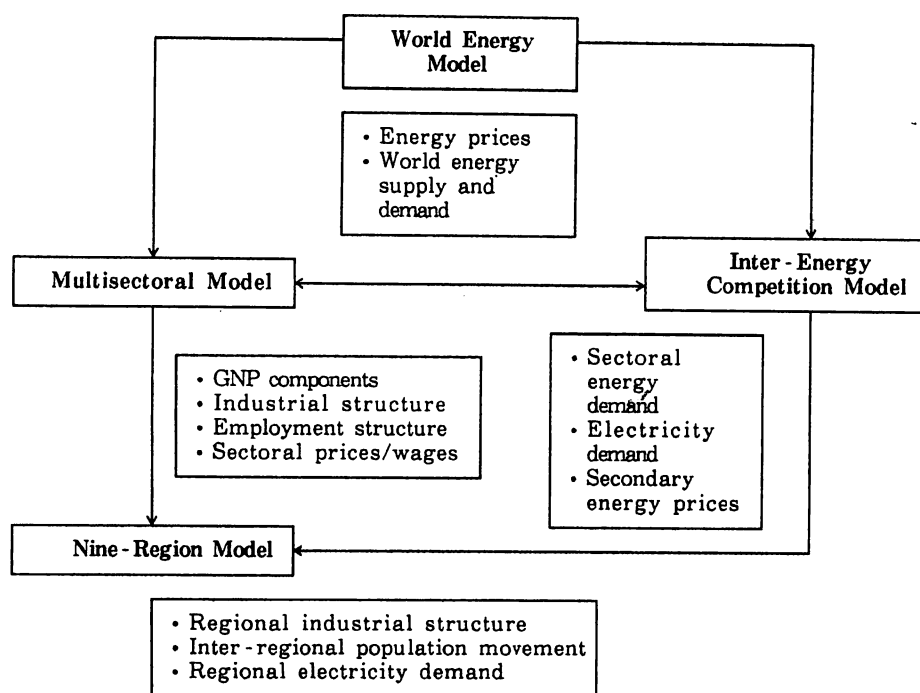 World Energy
Model
• Energy prices
• World energy
supply and
demand
Multisectoral Model
Inter-Energy
Competition Model
• GNP components
• Industrial structure
• Employment structure
• Sectoral prices/wages
• Sectoral
energy
demand
• Electricity
demand
• Secondary
energy prices
Nine-Region Model
• Regional industrial structure
• Inter-regional population movement
• Regional electricity demand